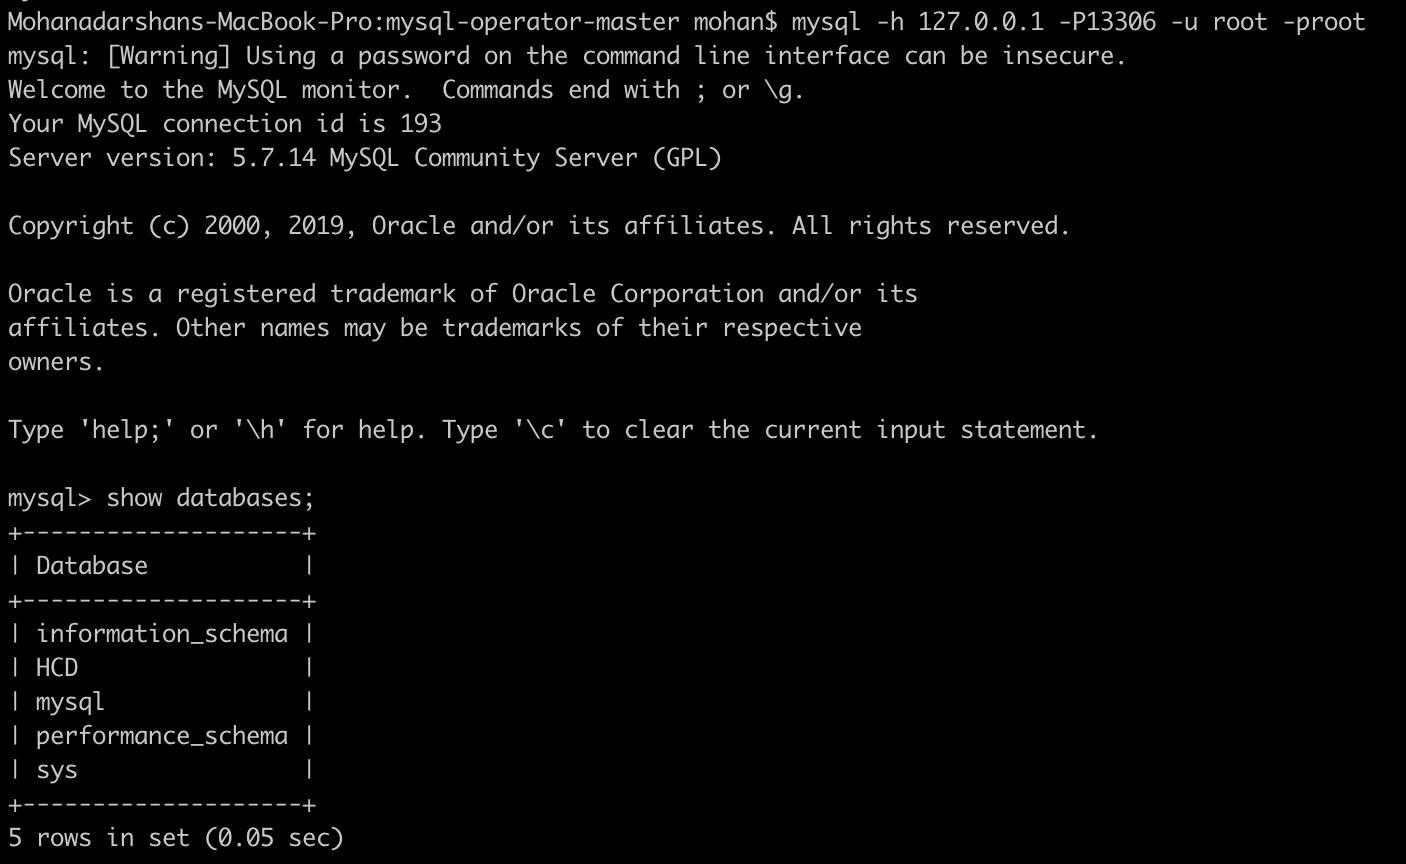 Mohanadarshans-MacBook-Pro:mysql-operator-master mohan$ mysql -h 127.0.0.1 -P13306 -u root -proot
mysql: [Warning] Using a password on the command line interface can be insecure.
Welcome to the MySQL monitor.  Commands end with ; or \g.
Your MySQL connection id is 193
Server version: 5.7.14 MySQL Community Server (GPL)

Copyright (c) 2000, 2019, Oracle and/or its affiliates. All rights reserved.

Oracle is a registered trademark of Oracle Corporation and/or its
affiliates. Other names may be trademarks of their respective
owners.

Type 'help;' or '\h' for help. Type '\c' to clear the current input statement.

mysql> show databases;
+--------------------+
| Database           |
+--------------------+
| information_schema |
| HCD                |
| mysql              |
| performance_schema |
| sys                |
+--------------------+
5 rows in set (0.05 sec)